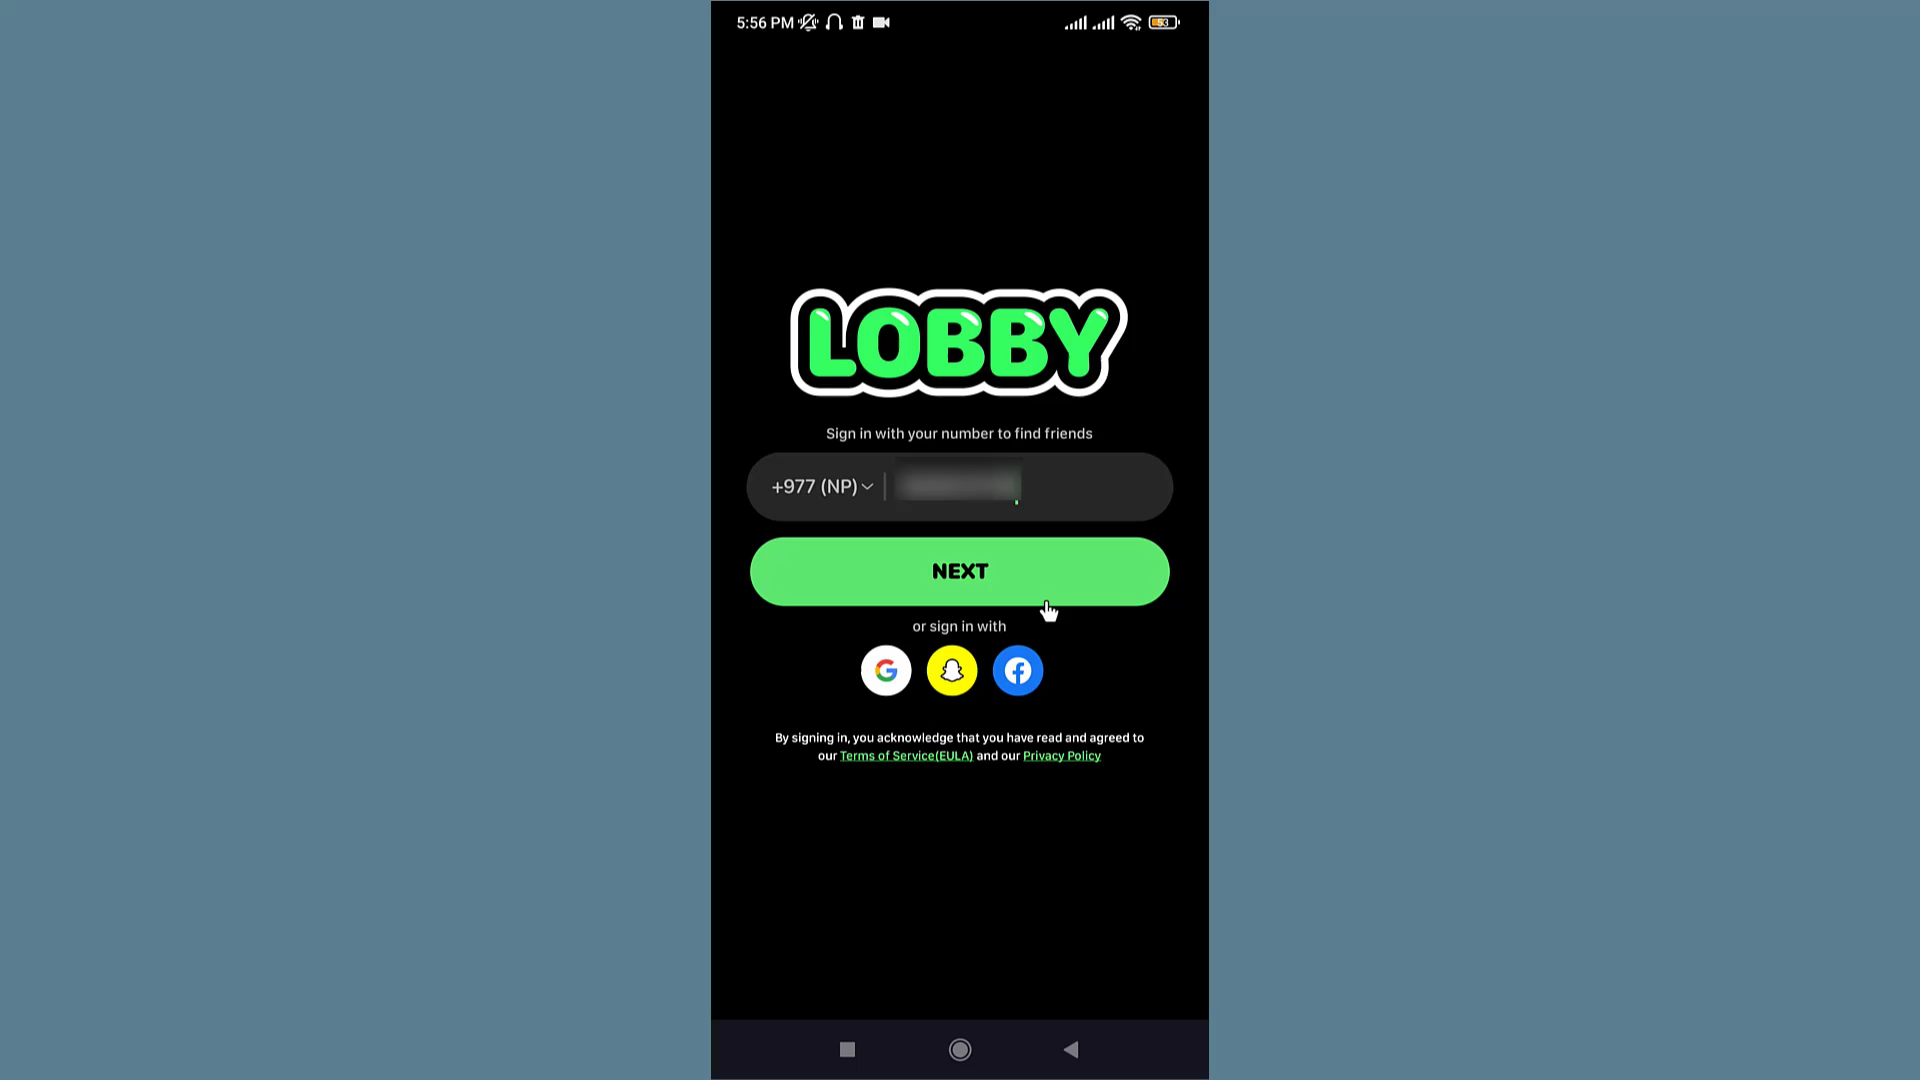 5:56 PM
53
LOBBY
Sign in with your number to find friends
+977 (NP)
NEXT
or sign in with
By signing in, you acknowledge that you have read and agreed to
our Terms of Service(EULA) and our Privacy Policy